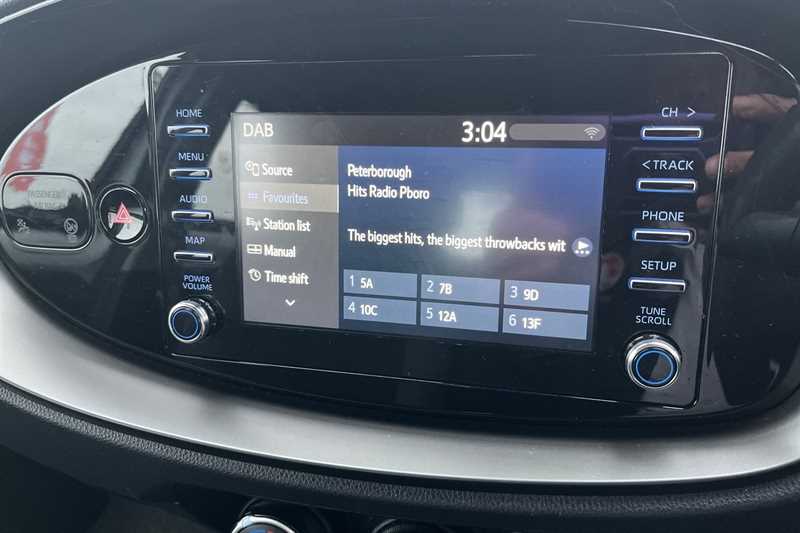 HOME
MENU
AUDIO
MAP
POWER
VOLUME
PASSENGER
AIRBAG
DAB
3:04
Source
Favourites
Station list
Manual
Time shift
Peterborough
Hits Radio Pboro
The biggest hits, the biggest throwbacks wit
1 5A
2 7B
3 9D
4 10C
5 12A
6 13F
CH >
< TRACK
PHONE
SETUP
TUNE
SCROLL